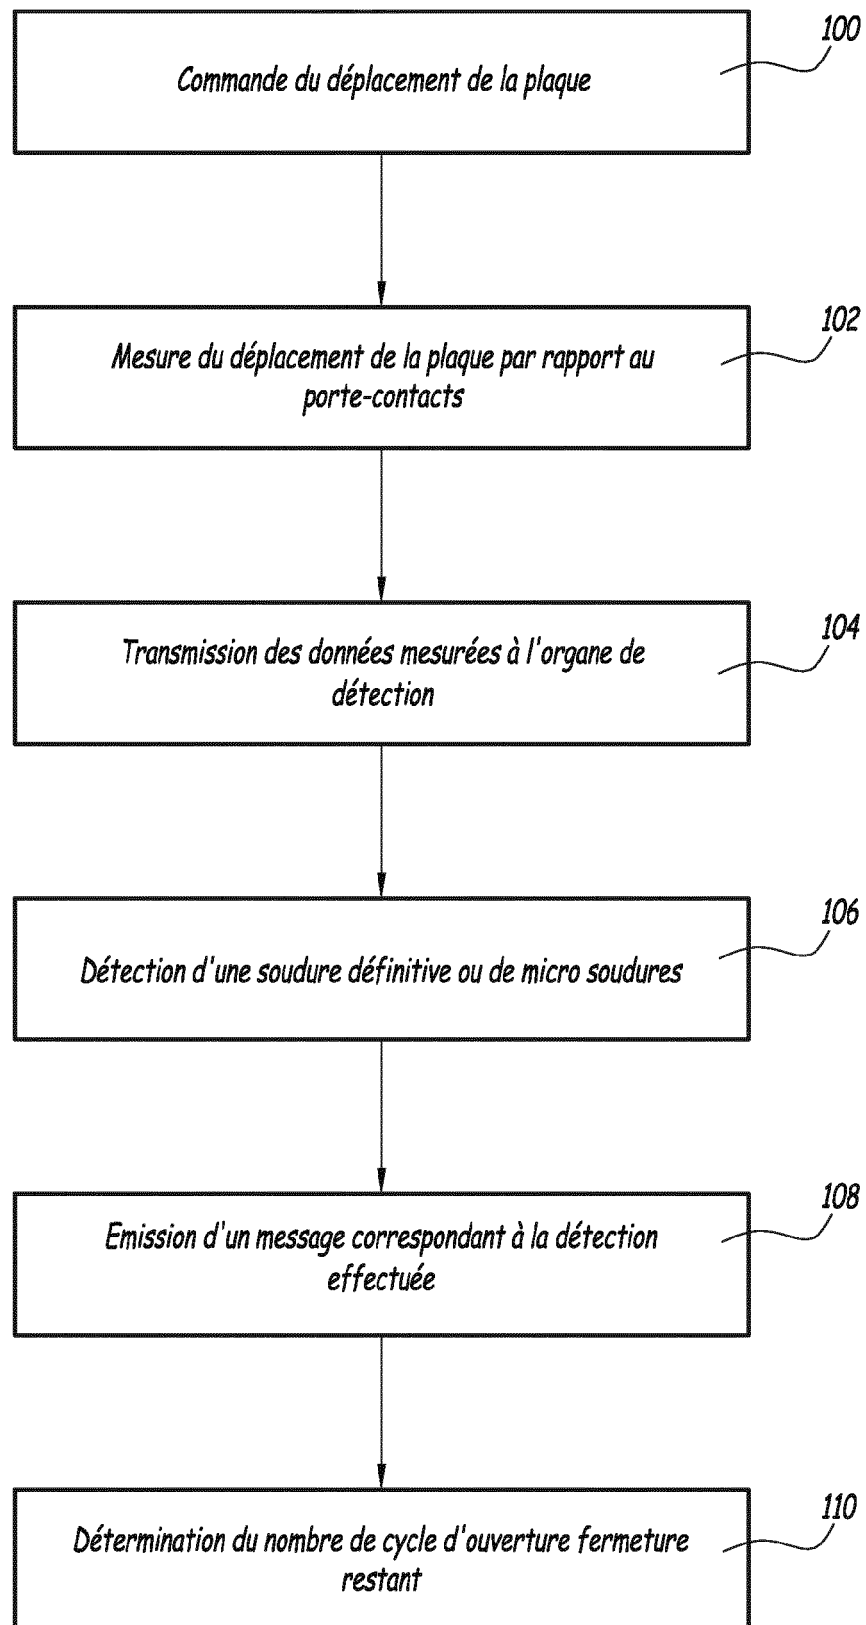 100
Commande du déplacement de la plaque
102
Mesure du déplacement de la plaque par rapport au
porte-contacts
104
Transmission des données mesurées à l'organe de
détection
106
Détection d'une soudure définitive ou de micro soudures
108
Emission d'un message correspondant à la détection
effectuée
110
Détermination du nombre de cycle d'ouverture fermeture
restant